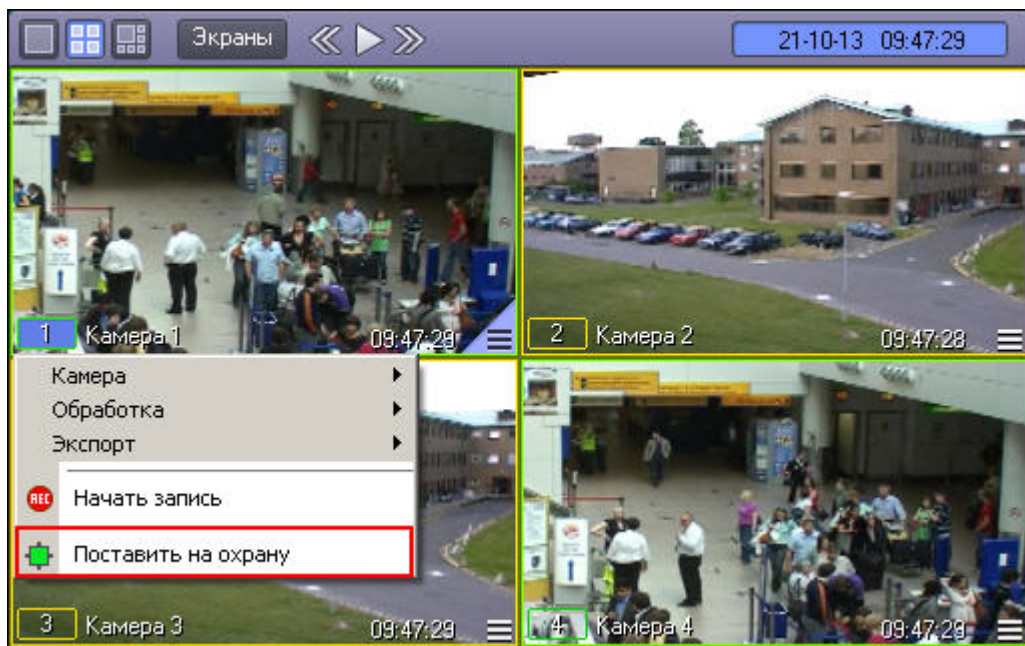 Экраны
21-10-13 09:47:29
1 Камера 1 09:47:29
2 Камера 2 09:47:28
Камера
Обработка
Экспорт
REC Начать запись
Поставить на охрану
3 Камера 3 09:47:29
4 Камера 4 09:47:29